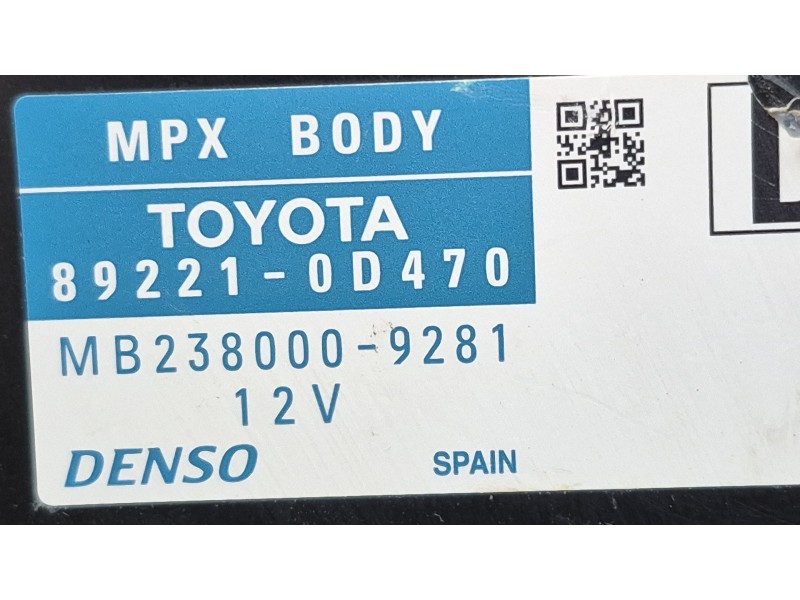 MPX BODY
TOYOTA
89221-0D470
MB238000-9281
12V
DENSO SPAIN